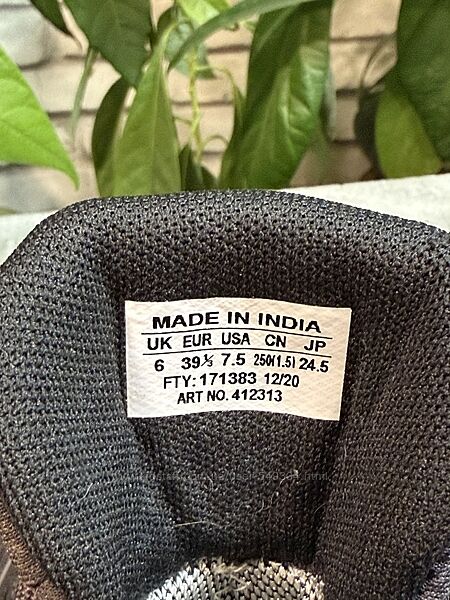 MADE IN INDIA
UK EUR USA CN JP
6 39⅓ 7.5 250(1.5) 24.5
FTY: 171383 12/20
ART NO. 412313